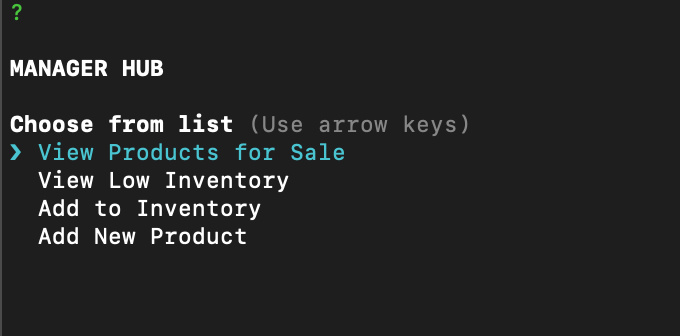 ?
MANAGER HUB
Choose from list (Use arrow keys)
❯ View Products for Sale
View Low Inventory
Add to Inventory
Add New Product